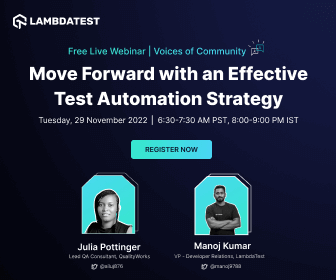 LAMBDATEST
Free Live Webinar | Voices of Community
Move Forward with an Effective
Test Automation Strategy
Tuesday, 29 November 2022 | 6:30-7:30 AM PST, 8:00-9:00 PM IST
REGISTER NOW
Julia Pottinger
Lead QA Consultant, QualityWorks
Manoj Kumar
VP - Developer Relations, LambdaTest
@manoj9788